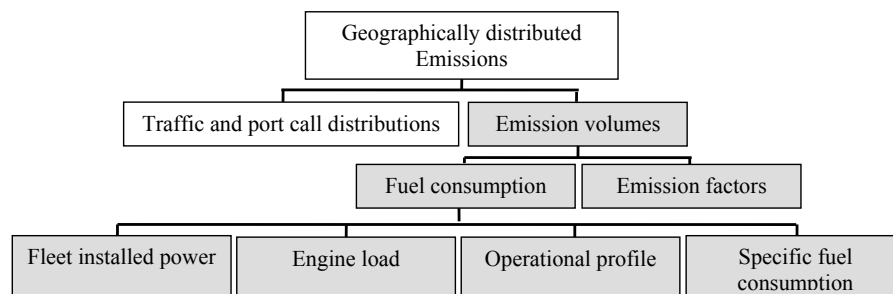 Geographically distributed
Emissions
Traffic and port call distributions
Emission volumes
Fuel consumption
Emission factors
Fleet installed power
Engine load
Operational profile
Specific fuel
consumption